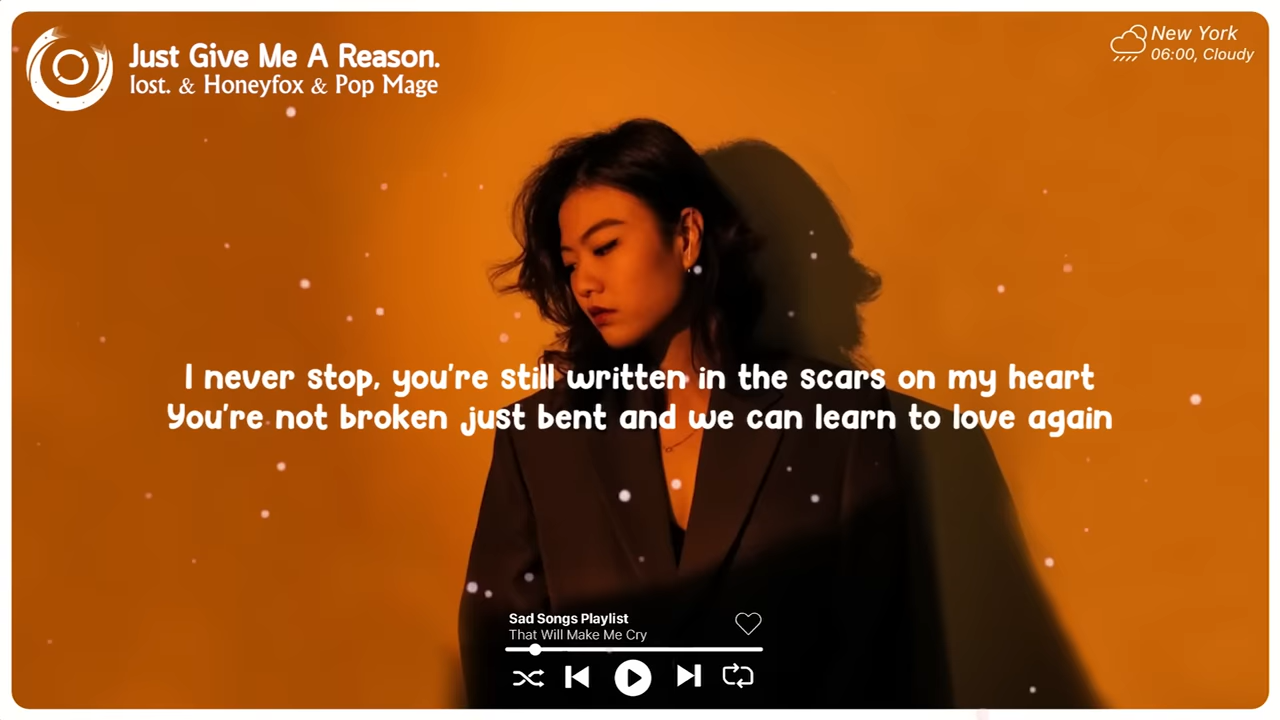 Just Give Me A Reason.
lost. & Honeyfox & Pop Mage
New York
06:00, Cloudy
I never stop, you're still written in the scars on my heart
You're not broken just bent and we can learn to love again
Sad Songs Playlist
That Will Make Me Cry